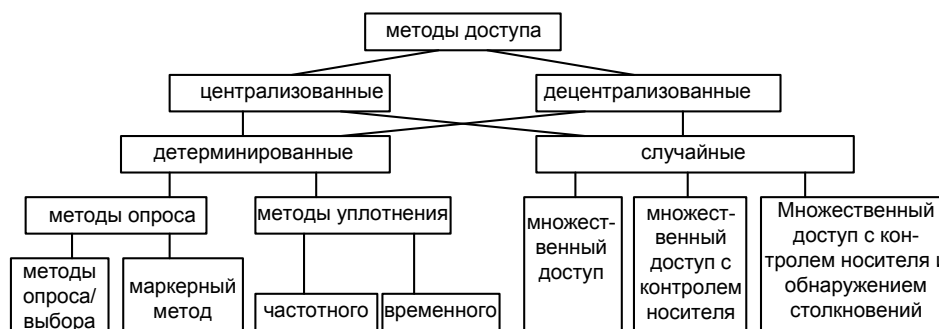 методы доступа
централизованные
децентрализованные
детерминированные
случайные
методы опроса
методы уплотнения
множест-
венный
доступ
множест-
венный
доступ с
контролем
носителя
Множественный
доступ с кон-
тролем носителя и
обнаружением
столкновений
методы
опроса/
выбора
маркерный
метод
частотного
временного